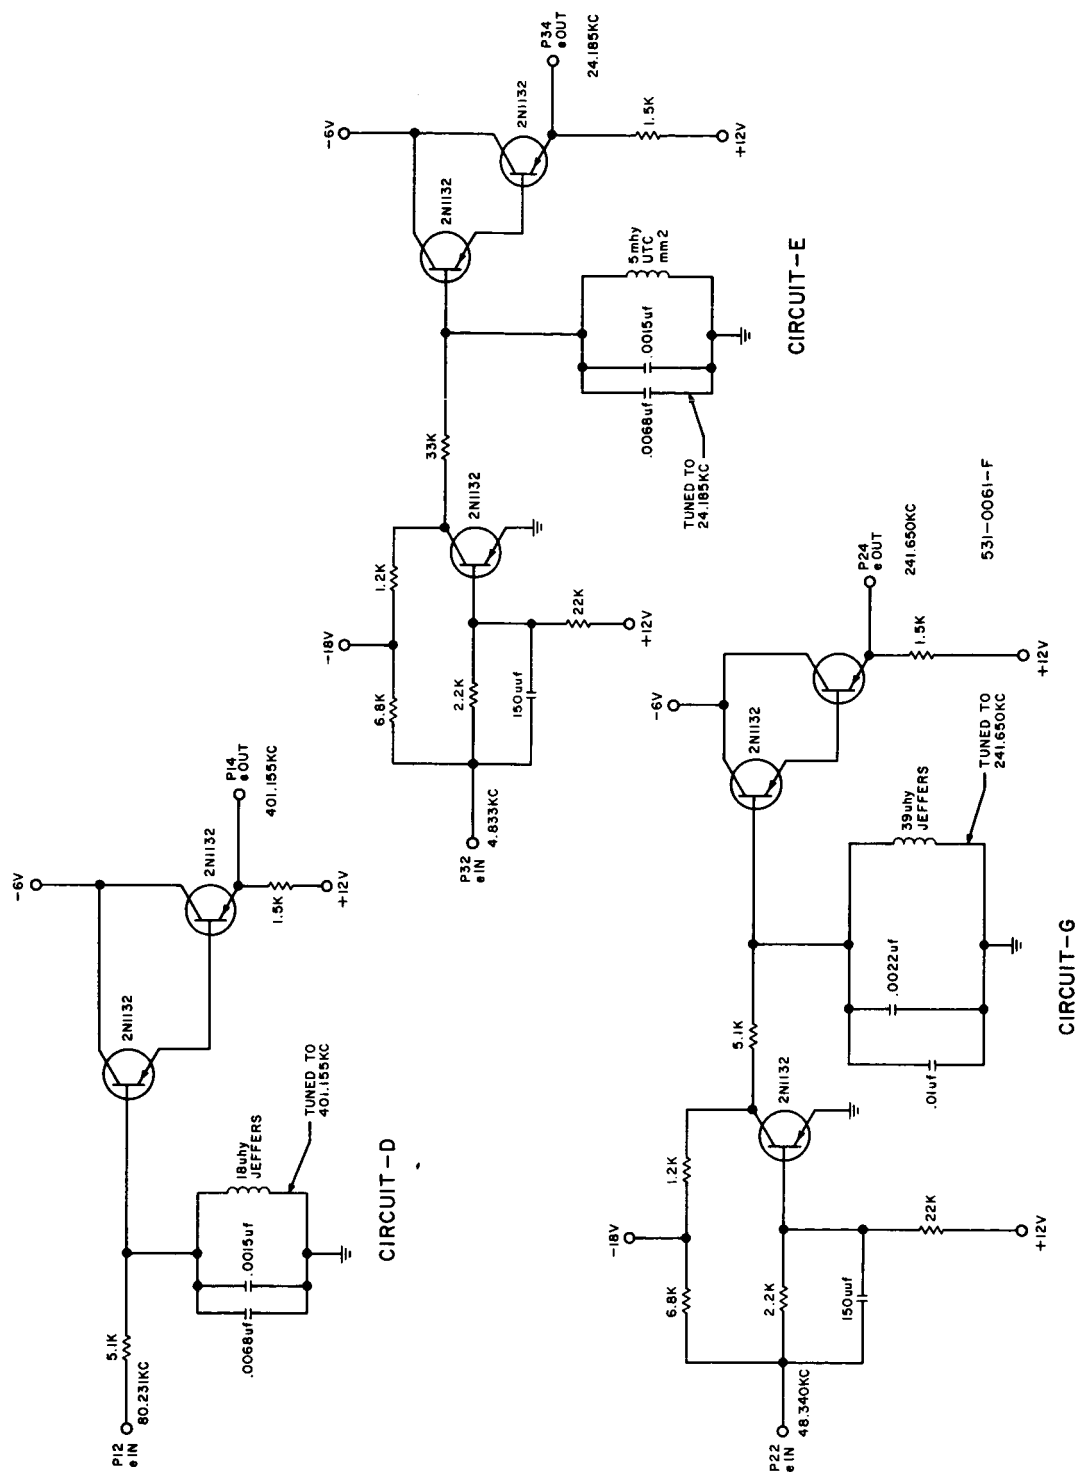 P12
e IN
80.231KC
5.1K
.0068uf
.0015uf
18uhy
JEFFERS
TUNED TO
401.155KC
2N1132
-6V
2N1132
1.5K
+12V
P14
e OUT
401.155KC
CIRCUIT-D
P32
e IN
4.833KC
6.8K
-18V
1.2K
2.2K
150uuf
22K
+12V
2N1132
33K
.0068uf
.0015uf
5mhy
UTC
mm2
TUNED TO
24.185KC
2N1132
-6V
2N1132
1.5K
+12V
P34
e OUT
24.185KC
CIRCUIT-E
P22
e IN
48.340KC
6.8K
-18V
1.2K
2.2K
150uuf
22K
+12V
2N1132
5.1K
.01uf
.0022uf
39uhy
JEFFERS
TUNED TO
241.650KC
2N1132
-6V
1.5K
+12V
P24
e OUT
241.650KC
CIRCUIT-G
531-0061-F